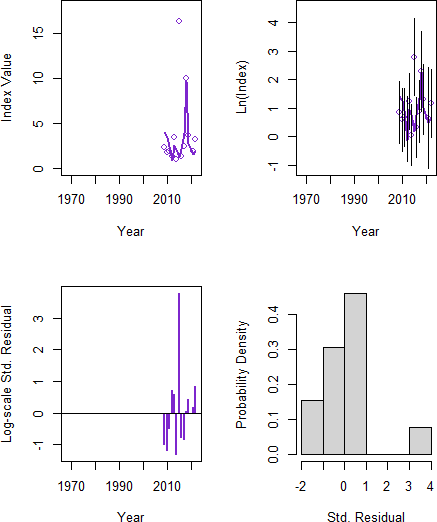 Index Value
0 5 10 15
1970 1990 2010
Year
Ln(Index)
-1 0 1 2 3 4
1970 1990 2010
Year
Log-scale Std. Residual
-1 0 1 2 3
1970 1990 2010
Year
Probability Density
0.0 0.1 0.2 0.3 0.4
-2 0 1 2 3 4
Std. Residual